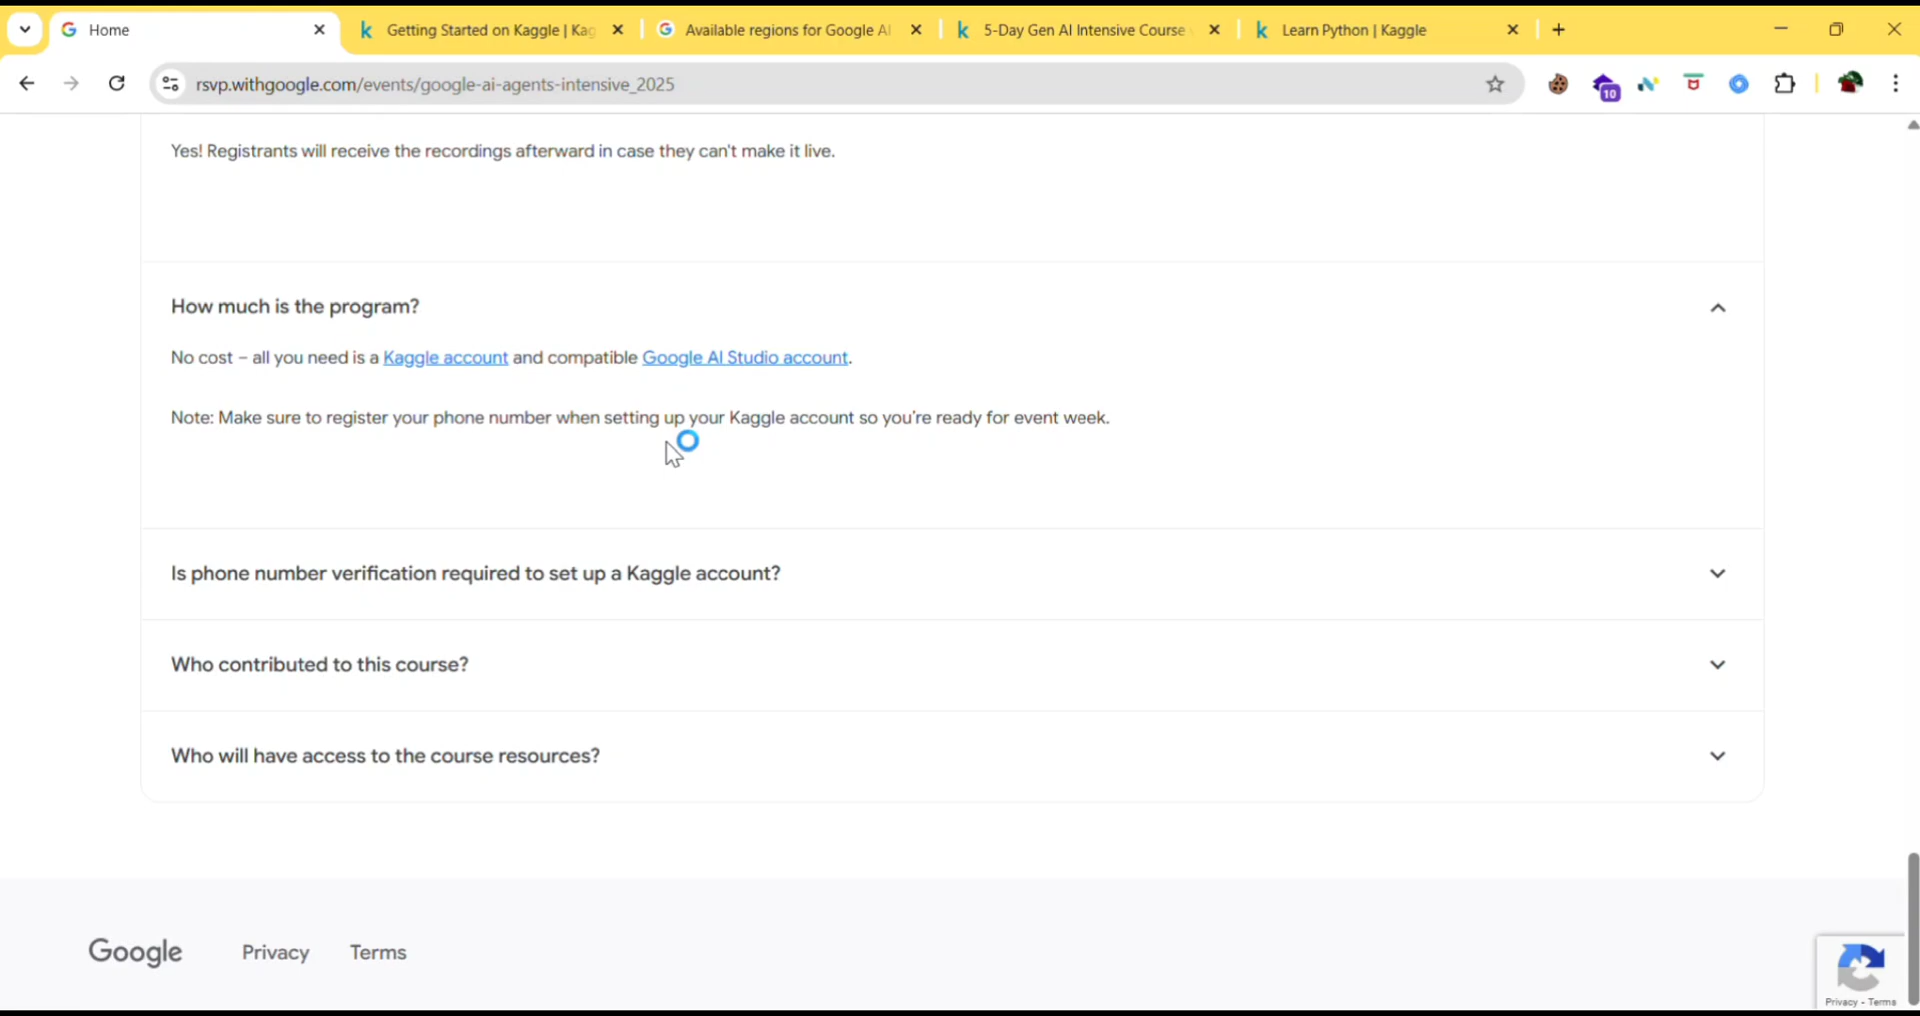 Home
Getting Started on Kaggle | Kag
Available regions for Google AI
5-Day Gen AI Intensive Course
Learn Python | Kaggle
rsvp.withgoogle.com/events/google-ai-agents-intensive_2025
10
Yes! Registrants will receive the recordings afterward in case they can't make it live.
How much is the program?
No cost – all you need is a Kaggle account and compatible Google AI Studio account.
Note: Make sure to register your phone number when setting up your Kaggle account so you're ready for event week.
Is phone number verification required to set up a Kaggle account?
Who contributed to this course?
Who will have access to the course resources?
Google
Privacy
Terms
Privacy - Terms